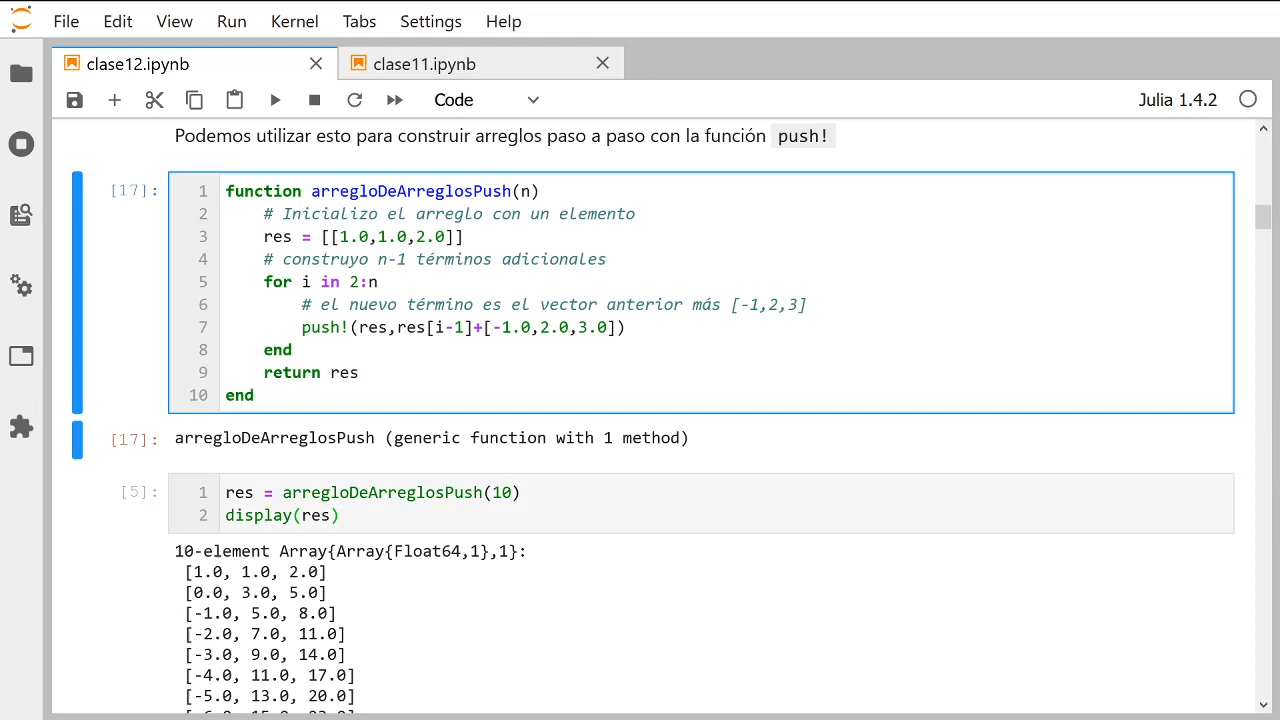 File Edit View Run Kernel Tabs Settings Help
clase12.ipynb
clase11.ipynb
Code
Julia 1.4.2
Podemos utilizar esto para construir arreglos paso a paso con la función push!
[17]:
1 function arregloDeArreglosPush(n)
2 # Inicializo el arreglo con un elemento
3 res = [[1.0,1.0,2.0]]
4 # construyo n-1 términos adicionales
5 for i in 2:n
6 # el nuevo término es el vector anterior más [-1,2,3]
7 push!(res,res[i-1]+[-1.0,2.0,3.0])
8 end
9 return res
10 end
[17]: arregloDeArreglosPush (generic function with 1 method)
[5]: 1 res = arregloDeArreglosPush(10)
2 display(res)
10-element Array{Array{Float64,1},1}:
[1.0, 1.0, 2.0]
[0.0, 3.0, 5.0]
[-1.0, 5.0, 8.0]
[-2.0, 7.0, 11.0]
[-3.0, 9.0, 14.0]
[-4.0, 11.0, 17.0]
[-5.0, 13.0, 20.0]